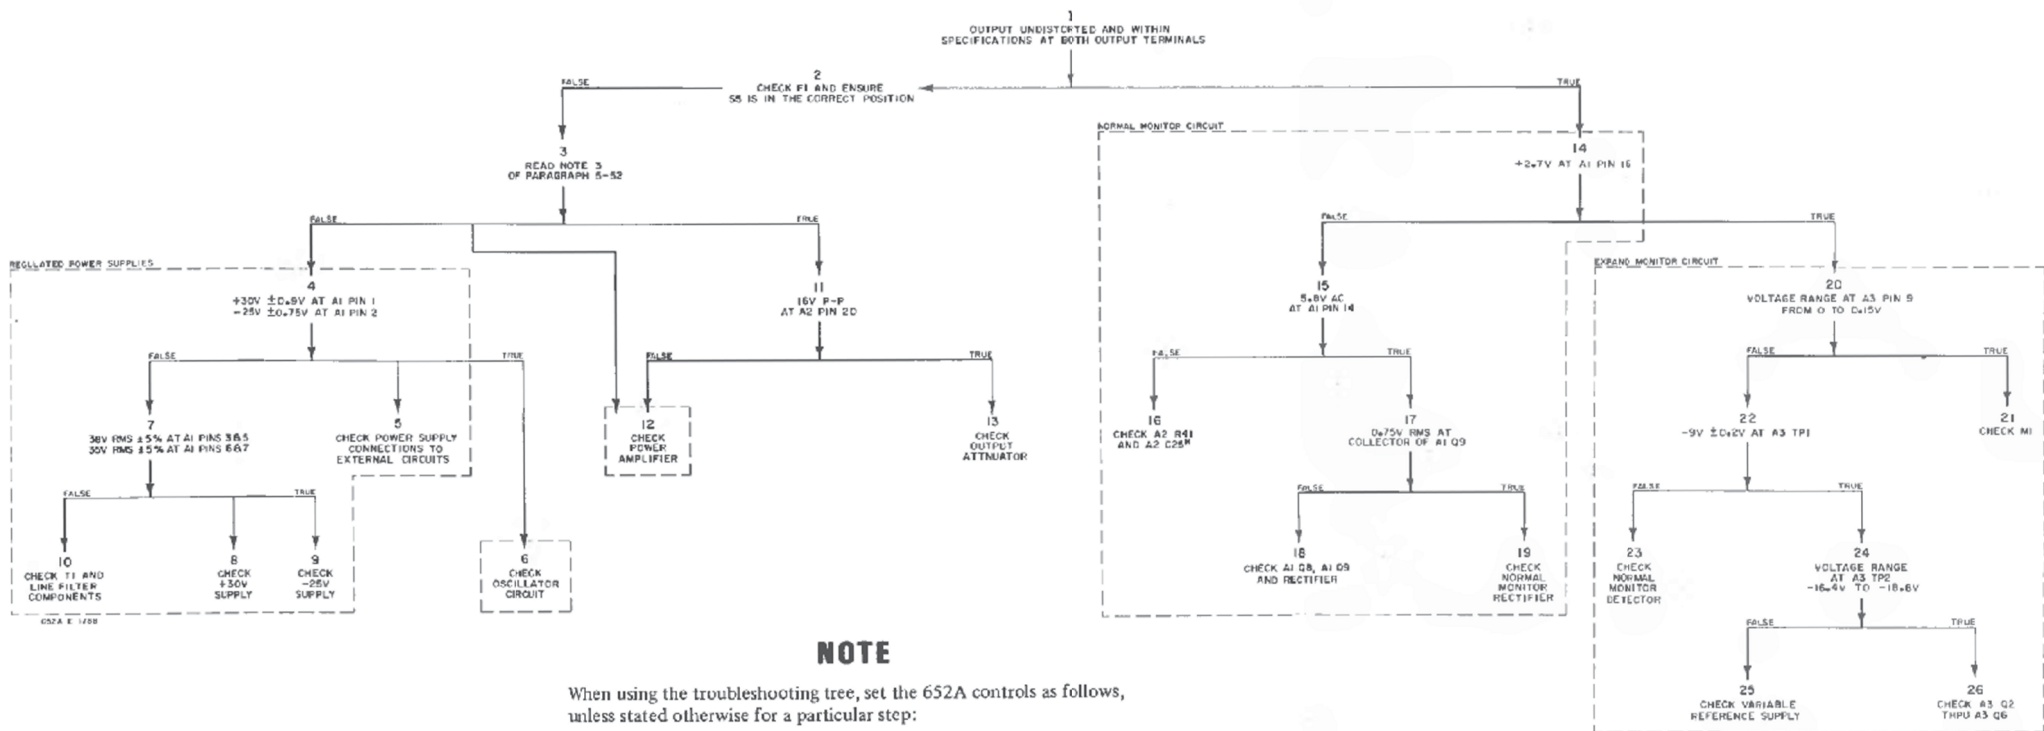 1
OUTPUT UNDISTORTED AND WITHIN
SPECIFICATIONS AT BOTH OUTPUT TERMINALS
FALSE
2
CHECK F1 AND ENSURE
S5 IS IN THE CORRECT POSITION
TRUE
3
READ NOTE 3
OF PARAGRAPH 5-52
FALSE
TRUE
REGULATED POWER SUPPLIES
4
+30V ±0.9V AT A1 PIN 1
-25V ±0.75V AT A1 PIN 2
11
16V P-P
AT A2 PIN 20
FALSE
TRUE
FALSE
TRUE
7
38V RMS ±5% AT A1 PINS 3&5
35V RMS ±5% AT A1 PINS 6&7
5
CHECK POWER SUPPLY
CONNECTIONS TO
EXTERNAL CIRCUITS
12
CHECK
POWER
AMPLIFIER
13
CHECK
OUTPUT
ATTNUATOR
FALSE
TRUE
10
CHECK T1 AND
LINE FILTER
COMPONENTS
8
CHECK
+30V
SUPPLY
9
CHECK
-25V
SUPPLY
6
CHECK
OSCILLATOR
CIRCUIT
NORMAL MONITOR CIRCUIT
14
+2.7V AT A1 PIN 15
FALSE
TRUE
15
5.8V AC
AT A1 PIN 14
FALSE
TRUE
16
CHECK A2 R41
AND A2 C25*
17
0.75V RMS AT
COLLECTOR OF A1 Q9
FALSE
TRUE
18
CHECK A1 Q8, A1 Q9
AND RECTIFIER
19
CHECK
NORMAL
MONITOR
RECTIFIER
EXPAND MONITOR CIRCUIT
20
VOLTAGE RANGE AT A3 PIN 9
FROM 0 TO 0.15V
FALSE
TRUE
22
-9V ±0.2V AT A3 TP1
21
CHECK M1
FALSE
TRUE
23
CHECK
NORMAL
MONITOR
DETECTOR
24
VOLTAGE RANGE
AT A3 TP2
-16.4V TO -18.6V
FALSE
TRUE
25
CHECK VARIABLE
REFERENCE SUPPLY
26
CHECK A3 Q2
THRU A3 Q6
NOTE
When using the troubleshooting tree, set the 652A controls as follows,
unless stated otherwise for a particular step: